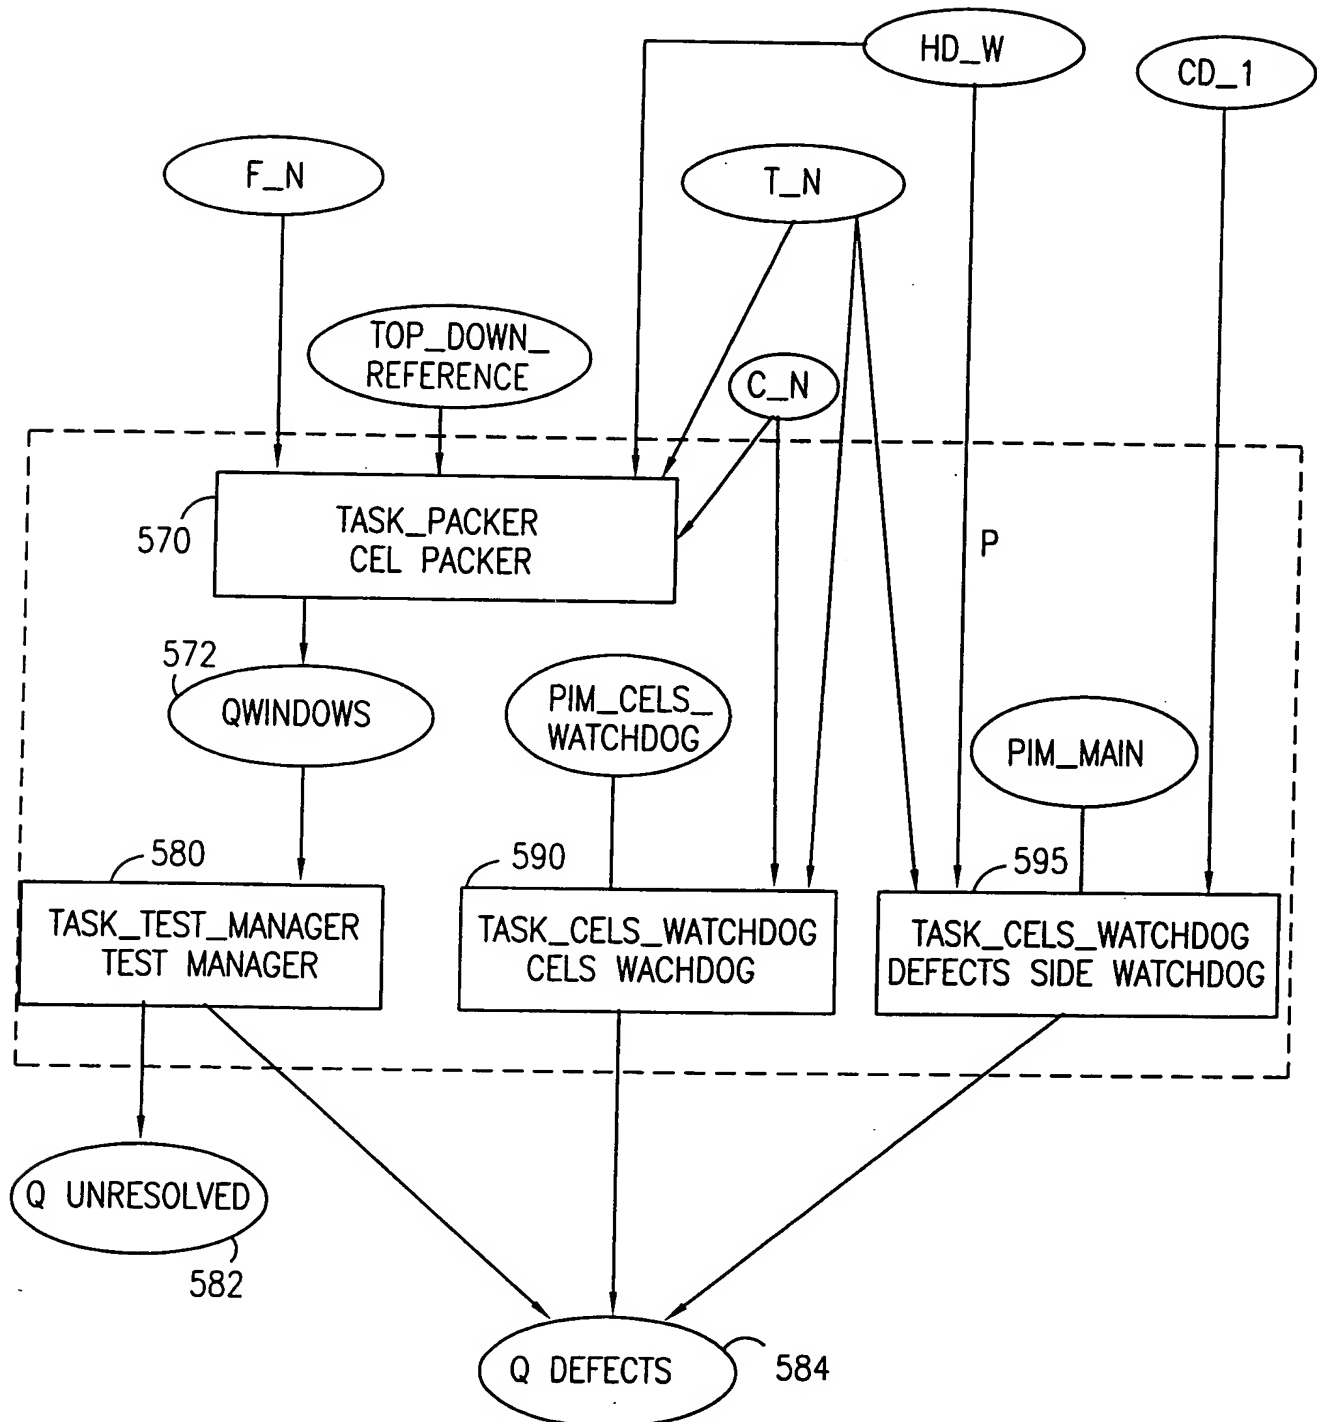 HD_W
CD_1
F_N
T_N
TOP_DOWN_
REFERENCE
C_N
570
TASK_PACKER
CEL PACKER
P
572
QWINDOWS
PIM_CELS_
WATCHDOG
PIM_MAIN
580
590
595
TASK_TEST_MANAGER
TEST MANAGER
TASK_CELS_WATCHDOG
CELS WACHDOG
TASK_CELS_WATCHDOG
DEFECTS SIDE WATCHDOG
Q UNRESOLVED
582
Q DEFECTS
584